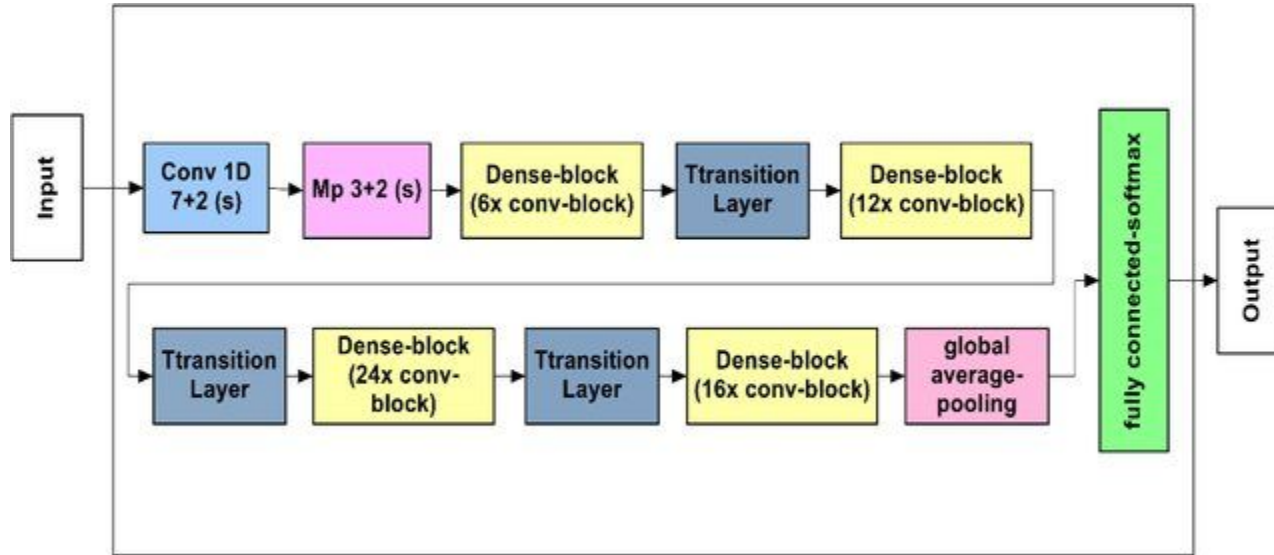 Input
Conv 1D
7+2 (s)
Mp 3+2 (s)
Dense-block
(6x conv-block)
Ttransition
Layer
Dense-block
(12x conv-block)
Ttransition
Layer
Dense-block
(24x conv-
block)
Ttransition
Layer
Dense-block
(16x conv-block)
global
average-
pooling
fully connected-softmax
Output